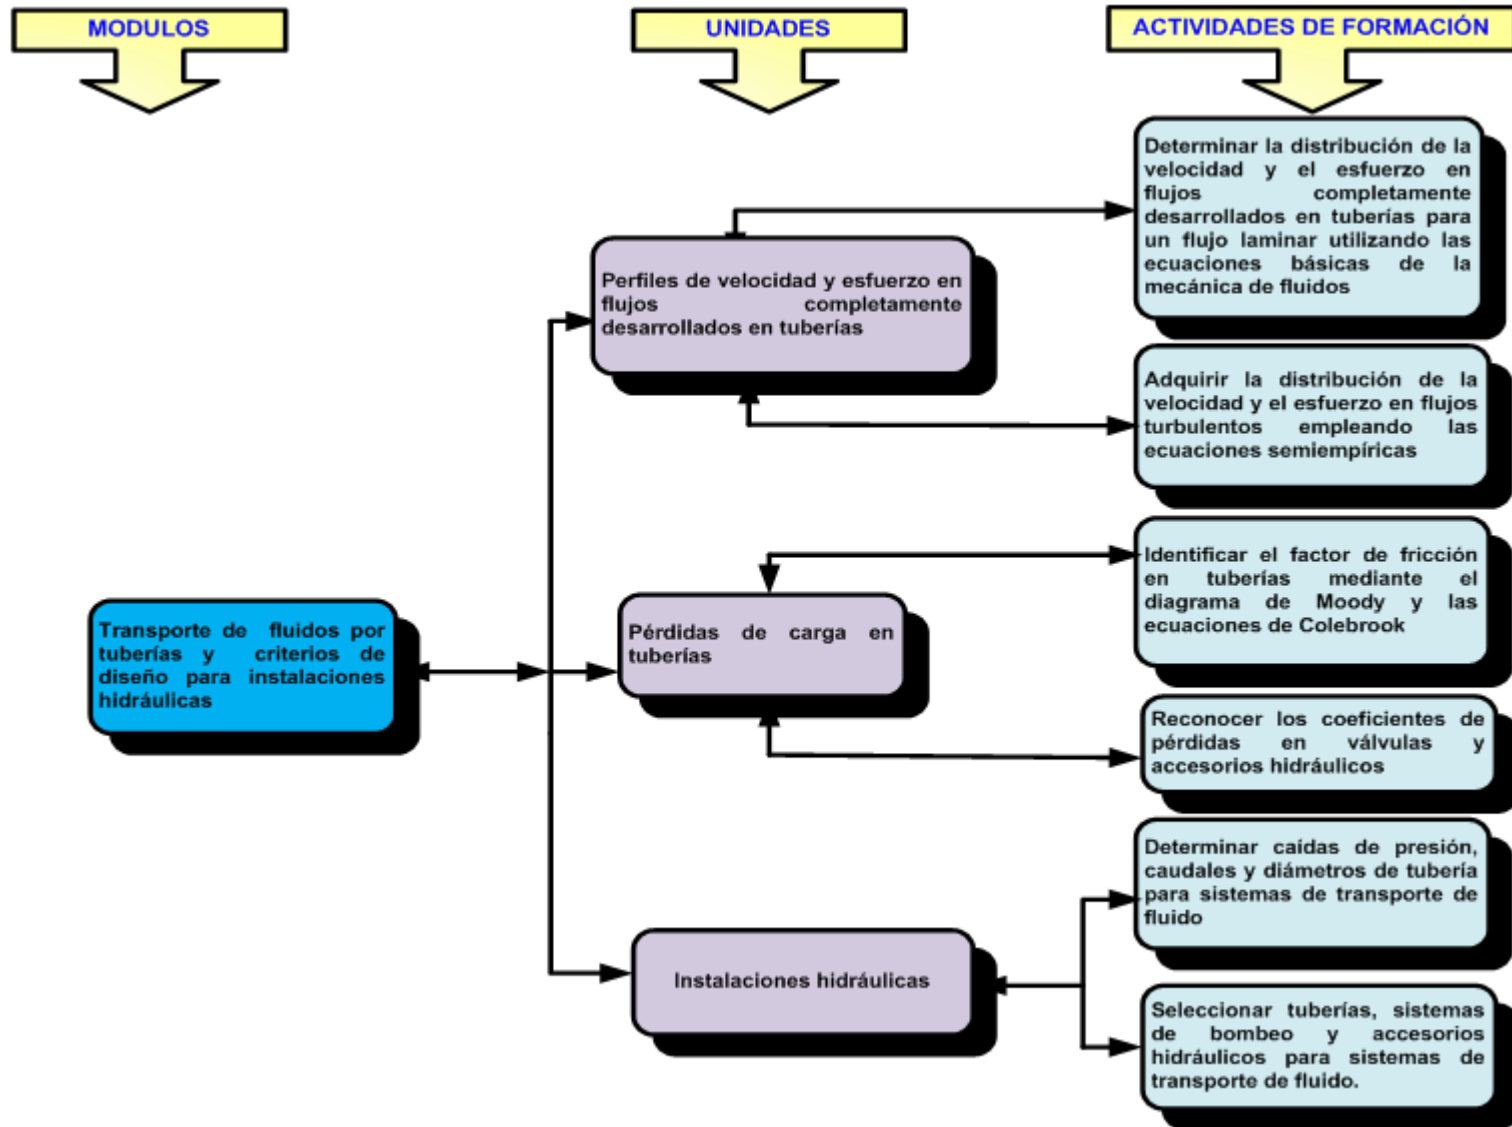 MODULOS
UNIDADES
ACTIVIDADES DE FORMACIÓN
Transporte de fluidos por
tuberías y criterios de
diseño para instalaciones
hidráulicas
Perfiles de velocidad y esfuerzo en
flujos completamente
desarrollados en tuberías
Determinar la distribución de la
velocidad y el esfuerzo en
flujos completamente
desarrollados en tuberías para
un flujo laminar utilizando las
ecuaciones básicas de la
mecánica de fluidos
Adquirir la distribución de la
velocidad y el esfuerzo en flujos
turbulentos empleando las
ecuaciones semiempíricas
Pérdidas de carga en
tuberías
Identificar el factor de fricción
en tuberías mediante el
diagrama de Moody y las
ecuaciones de Colebrook
Reconocer los coeficientes de
pérdidas en válvulas y
accesorios hidráulicos
Instalaciones hidráulicas
Determinar caídas de presión,
caudales y diámetros de tubería
para sistemas de transporte de
fluido
Seleccionar tuberías, sistemas
de bombeo y accesorios
hidráulicos para sistemas de
transporte de fluido.